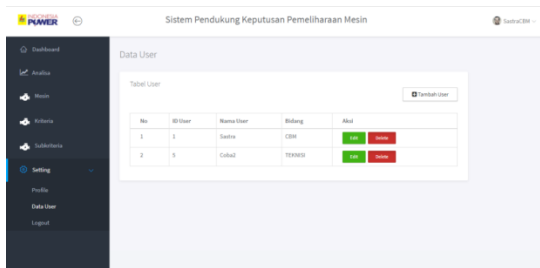 INDONESIA
POWER
Sistem Pendukung Keputusan Pemeliharaan Mesin
SastraCBM
Dashboard
Analisa
Mesin
Kriteria
Subkriteria
Setting
Profile
Data User
Logout
Data User
Tabel User
Tambah User
No ID User Nama User Bidang Aksi
1 1 Sastra CBM Edit Delete
2 5 Coba2 TEKNISI Edit Delete